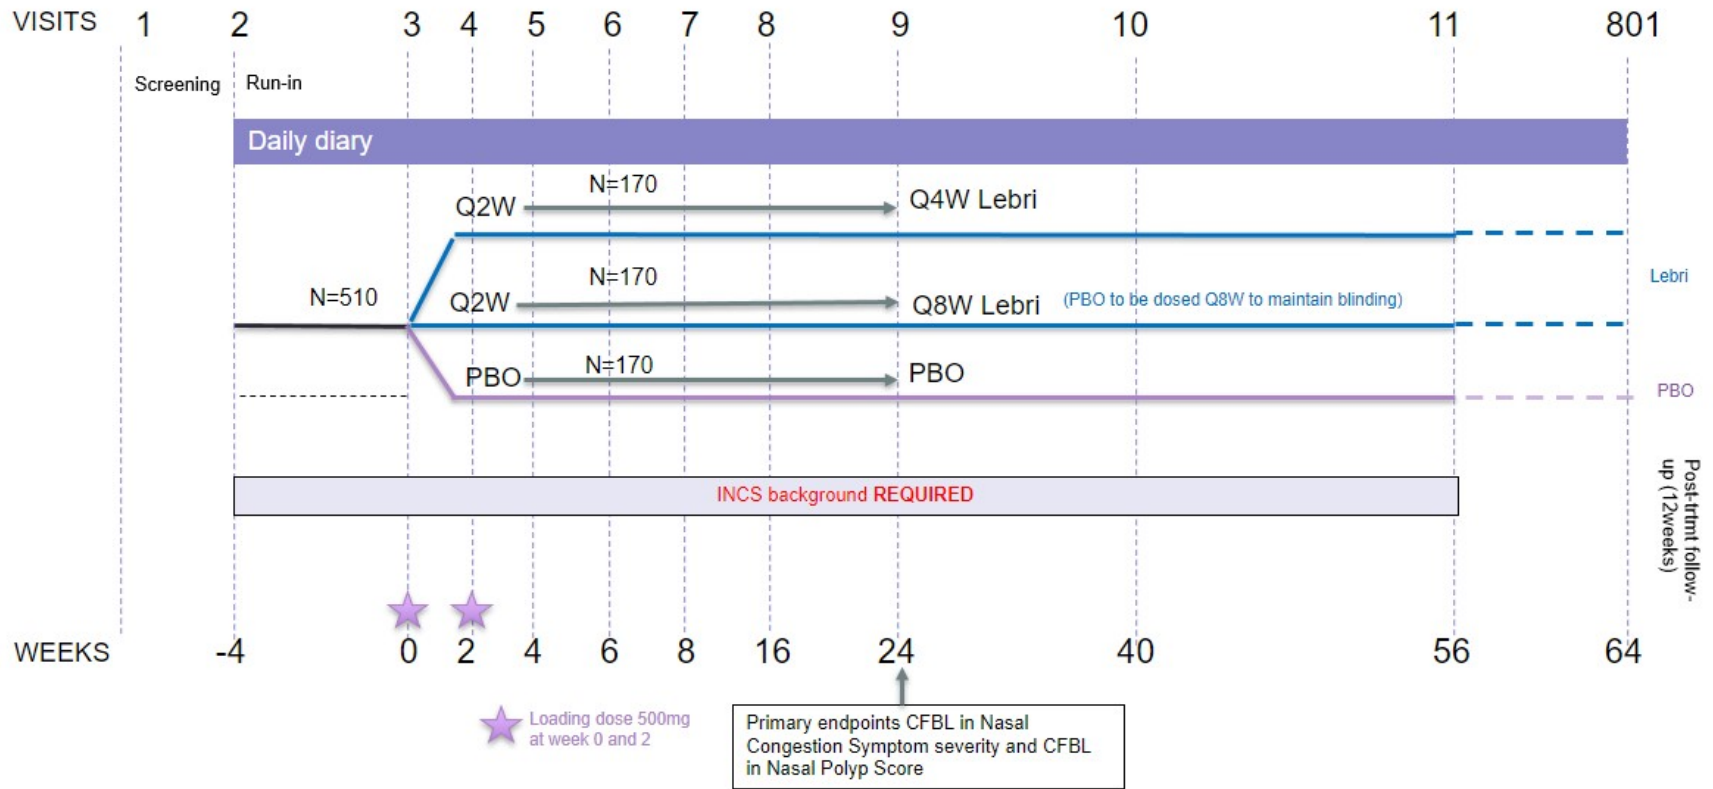 VISITS 1 2 3 4 5 6 7 8 9 10 11 801
Screening Run-in
Daily diary
N=170
Q2W Q4W Lebri
N=170
N=510 Q2W Q8W Lebri (PBO to be dosed Q8W to maintain blinding)
Lebri
N=170
PBO PBO
PBO
INCS background REQUIRED
Post-trtmt follow-
up (12weeks)
WEEKS -4 0 2 4 6 8 16 24 40 56 64
Loading dose 500mg
at week 0 and 2
Primary endpoints CFBL in Nasal
Congestion Symptom severity and CFBL
in Nasal Polyp Score